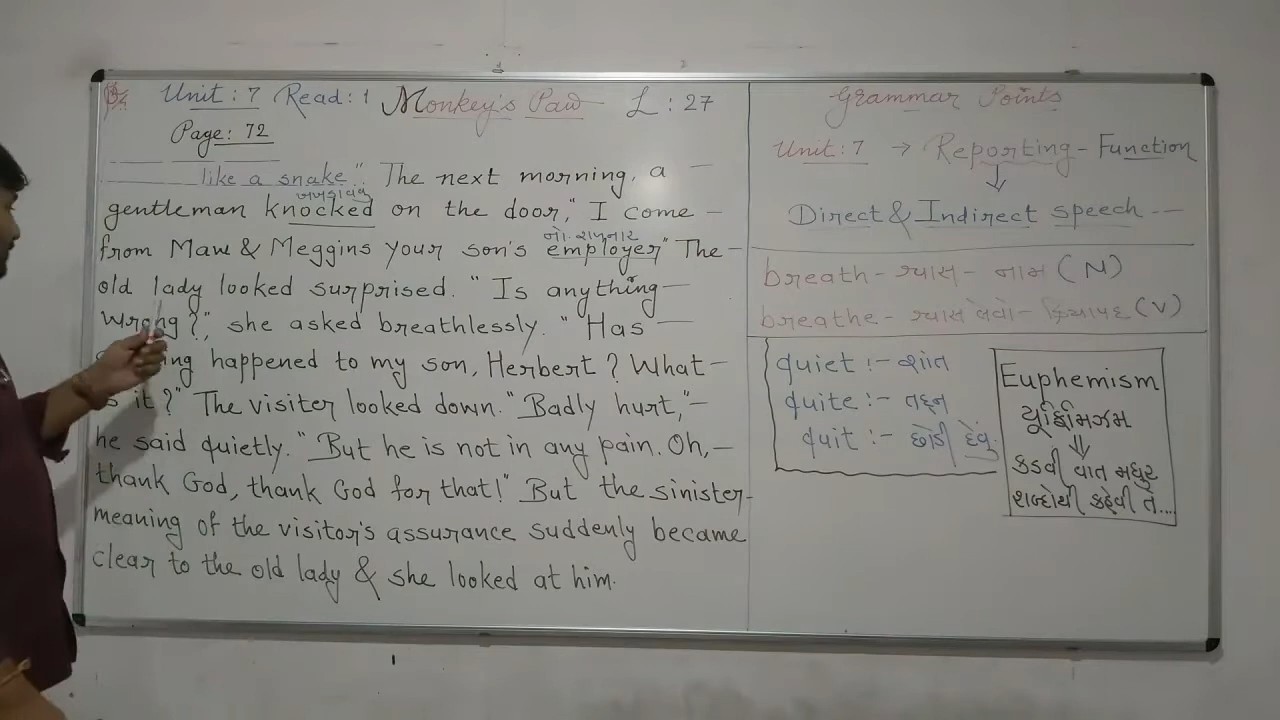 Unit : 7 Read : 1 Monkey's Paw L : 27
Page : 72
like a snake." The next morning, a
ખખડાવવું
gentleman knocked on the door," I come
નોકરી આપનાર
from Maw & Meggins your son's employer" The
old lady looked surprised. "Is anything
wrong?", she asked breathlessly. "Has
happened to my son, Herbert ? What
it ?" The visiter looked down. "Badly hurt,"
he said quietly. "But he is not in any pain. Oh,
thank God, thank God for that!" But the sinister
meaning of the visitor's assurance suddenly became
clear to the old lady & she looked at him.
Grammar Points
Unit : 7 → Reporting - Function
Direct & Indirect speech ---
breath - શ્વાસ - નામ (N)
breathe - શ્વાસ લેવો - ક્રિયાપદ (V)
quiet :- શાંત
quite :- તદ્દન
quit :- છોડી દેવું.
Euphemism
યૂફીમિઝમ
કડવી વાત મધુર
શબ્દોથી કહેવી તે....